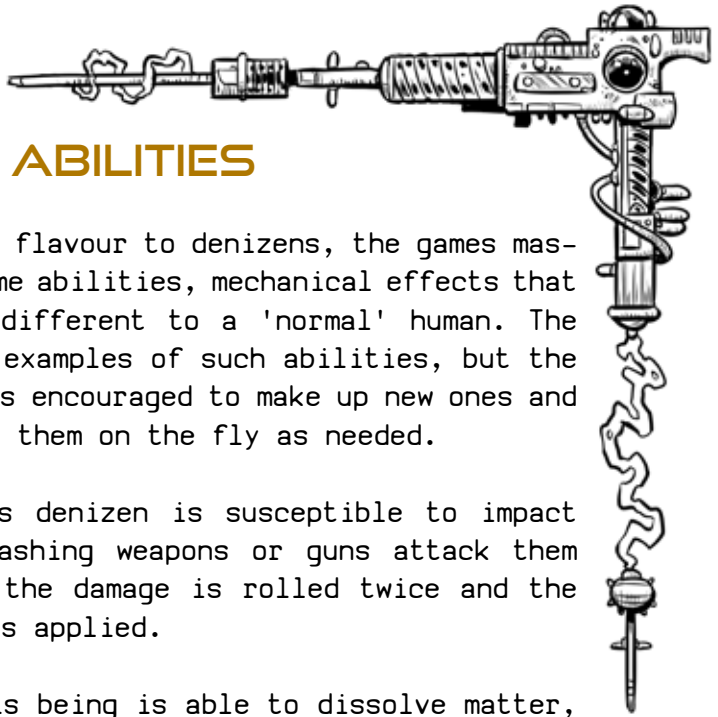 ABILITIES
flavour to denizens, the games mas-
me abilities, mechanical effects that
different to a 'normal' human. The
examples of such abilities, but the
s encouraged to make up new ones and
them on the fly as needed.
s denizen is susceptible to impact
ashing weapons or guns attack them
the damage is rolled twice and the
s applied.
is being is able to dissolve matter,